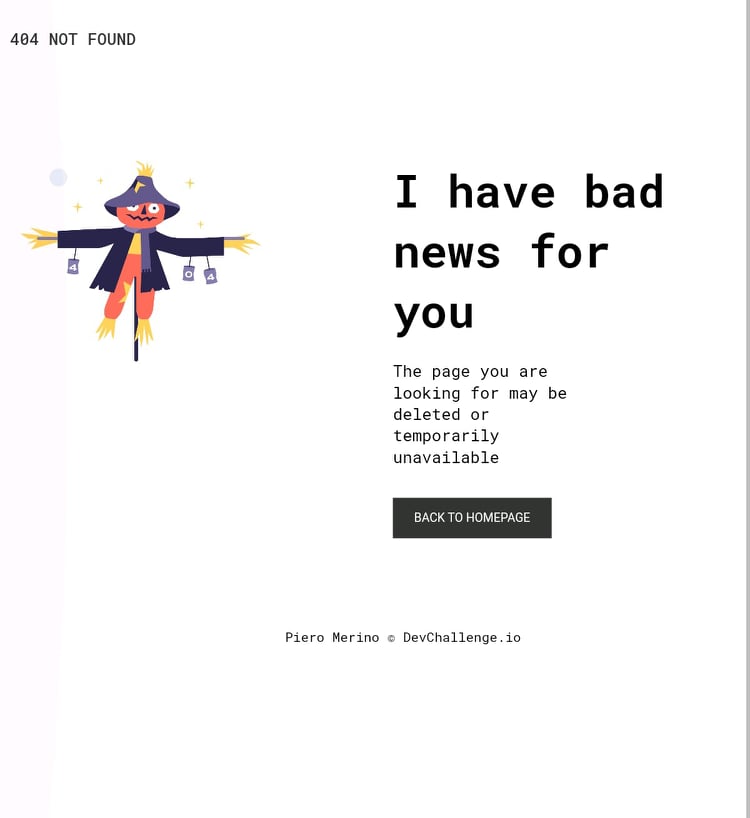 404 NOT FOUND
4
0
4
I have bad
news for
you
The page you are
looking for may be
deleted or
temporarily
unavailable
BACK TO HOMEPAGE
Piero Merino © DevChallenge.io